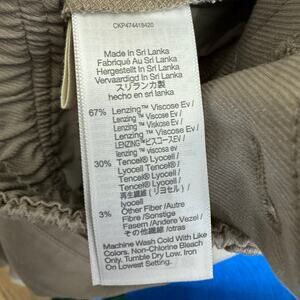 CKP474419420
Made In Sri Lanka
Fabriqué Au Sri Lanka
Hergestellt In Sri Lanka
Vervaardigd In Sri Lanka
スリランカ製
hecho en sri lanka
67% Lenzing™ Viscose Ev /
Lenzing™ Viscose Ev /
Lenzing™ Viskose Ev /
Lenzing™ Viscose Ev /
LENZING™ビスコースEV /
lenzing™ viscosa ev
30% Tencel® Lyocell /
Lyocell Tencel® /
Tencel® Lyocell /
Tencel® Lyocell /
再生繊維 (リヨセル) /
lyocell
3% Other Fiber /Autre
Fibre /Sonstige
Fasern /Andere Vezel /
その他繊維 /otras
Machine Wash Cold With Like
Colors. Non-Chlorine Bleach
Only. Tumble Dry Low. Iron
On Lowest Setting.